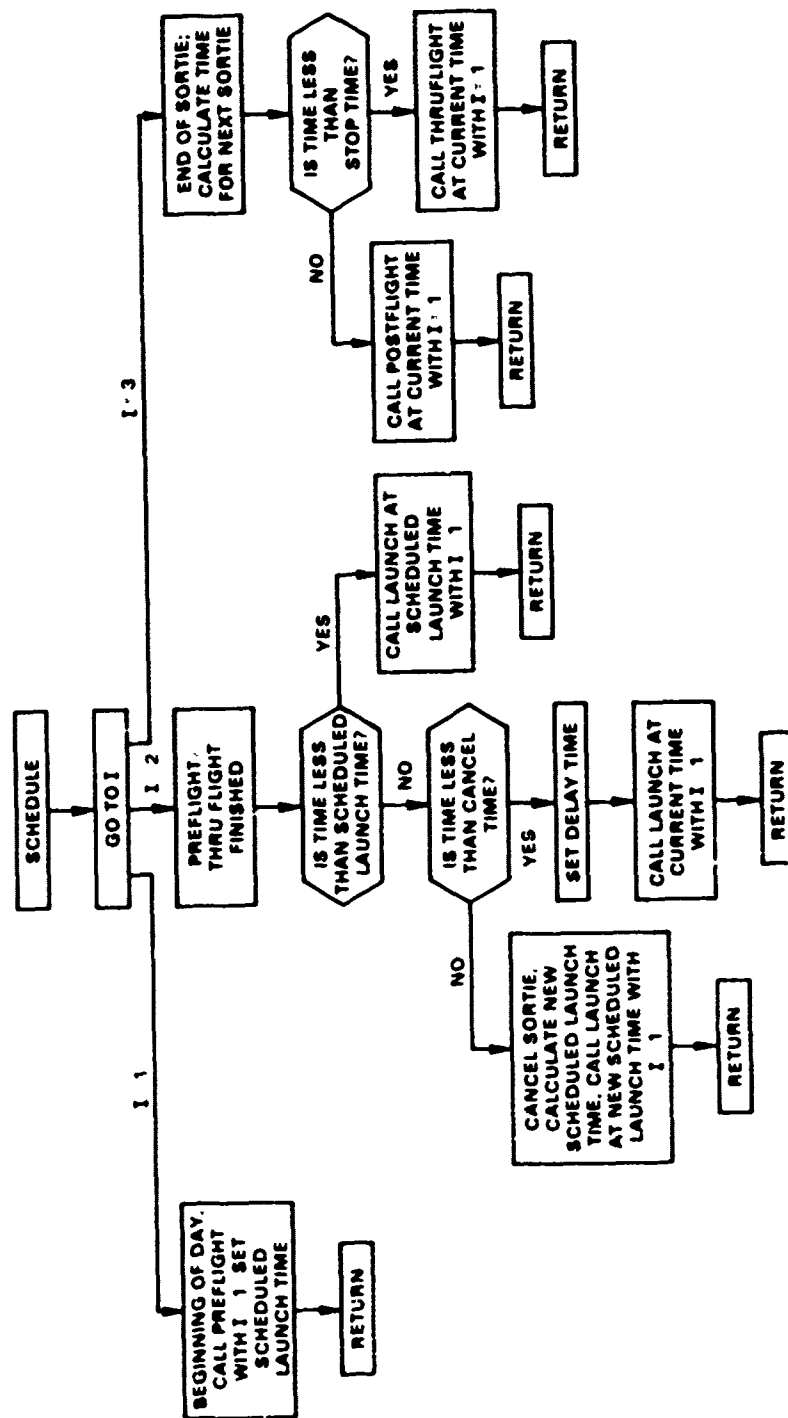 SCHEDULE
GO TO I
I 1
I 2
I = 3
BEGINNING OF DAY.
CALL PREFLIGHT
WITH I 1 SET
SCHEDULED
LAUNCH TIME
RETURN
PREFLIGHT,
THRU FLIGHT
FINISHED
IS TIME LESS
THAN SCHEDULED
LAUNCH TIME?
YES
CALL LAUNCH AT
SCHEDULED
LAUNCH TIME
WITH I 1
RETURN
NO
IS TIME LESS
THAN CANCEL
TIME?
NO
CANCEL SORTIE,
CALCULATE NEW
SCHEDULED LAUNCH
TIME, CALL LAUNCH
AT NEW SCHEDULED
LAUNCH TIME WITH
I 1
RETURN
YES
SET DELAY TIME
CALL LAUNCH AT
CURRENT TIME
WITH I 1
RETURN
END OF SORTIE:
CALCULATE TIME
FOR NEXT SORTIE
IS TIME LESS
THAN
STOP TIME?
NO
CALL POSTFLIGHT
AT CURRENT TIME
WITH I = 1
RETURN
YES
CALL THRUFLIGHT
AT CURRENT TIME
WITH I = 1
RETURN